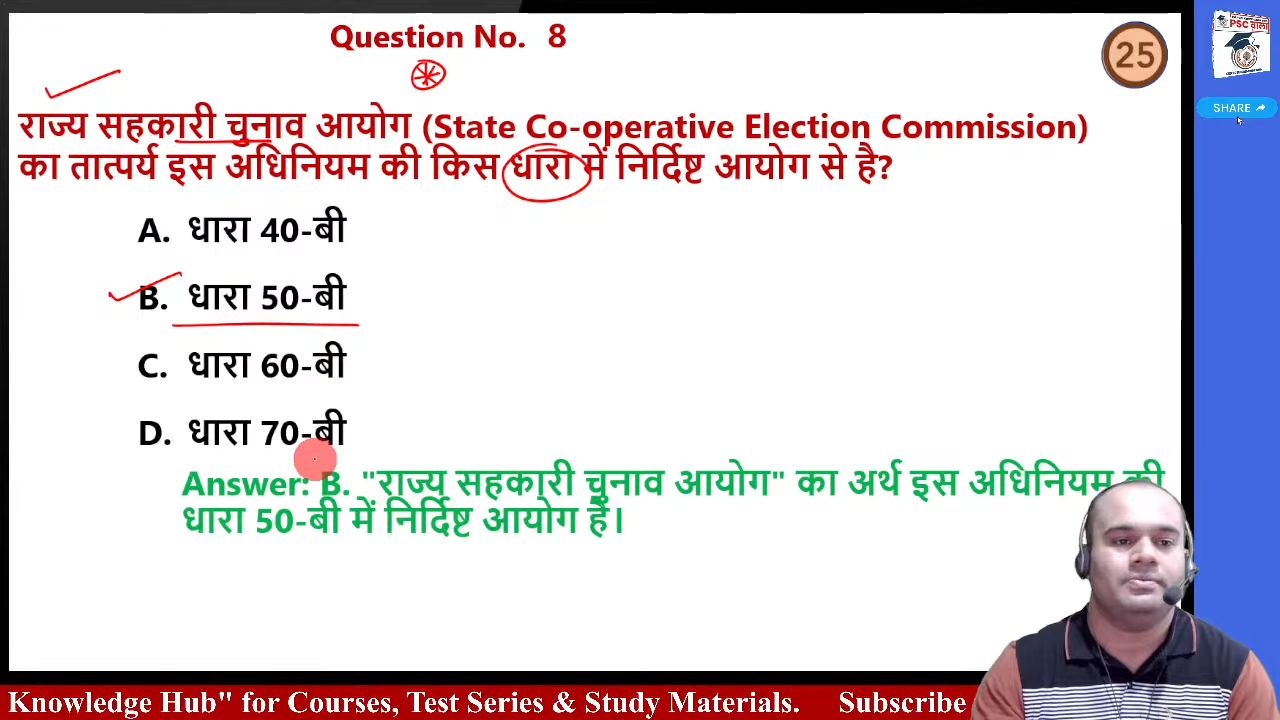 Question No. 8
25
PSC वाला
SHARE
राज्य सहकारी चुनाव आयोग (State Co-operative Election Commission)
का तात्पर्य इस अधिनियम की किस धारा में निर्दिष्ट आयोग से है?
A. धारा 40-बी
B. धारा 50-बी
C. धारा 60-बी
D. धारा 70-बी
Answer: B. "राज्य सहकारी चुनाव आयोग" का अर्थ इस अधिनियम की
धारा 50-बी में निर्दिष्ट आयोग है।
Knowledge Hub" for Courses, Test Series & Study Materials. Subscribe